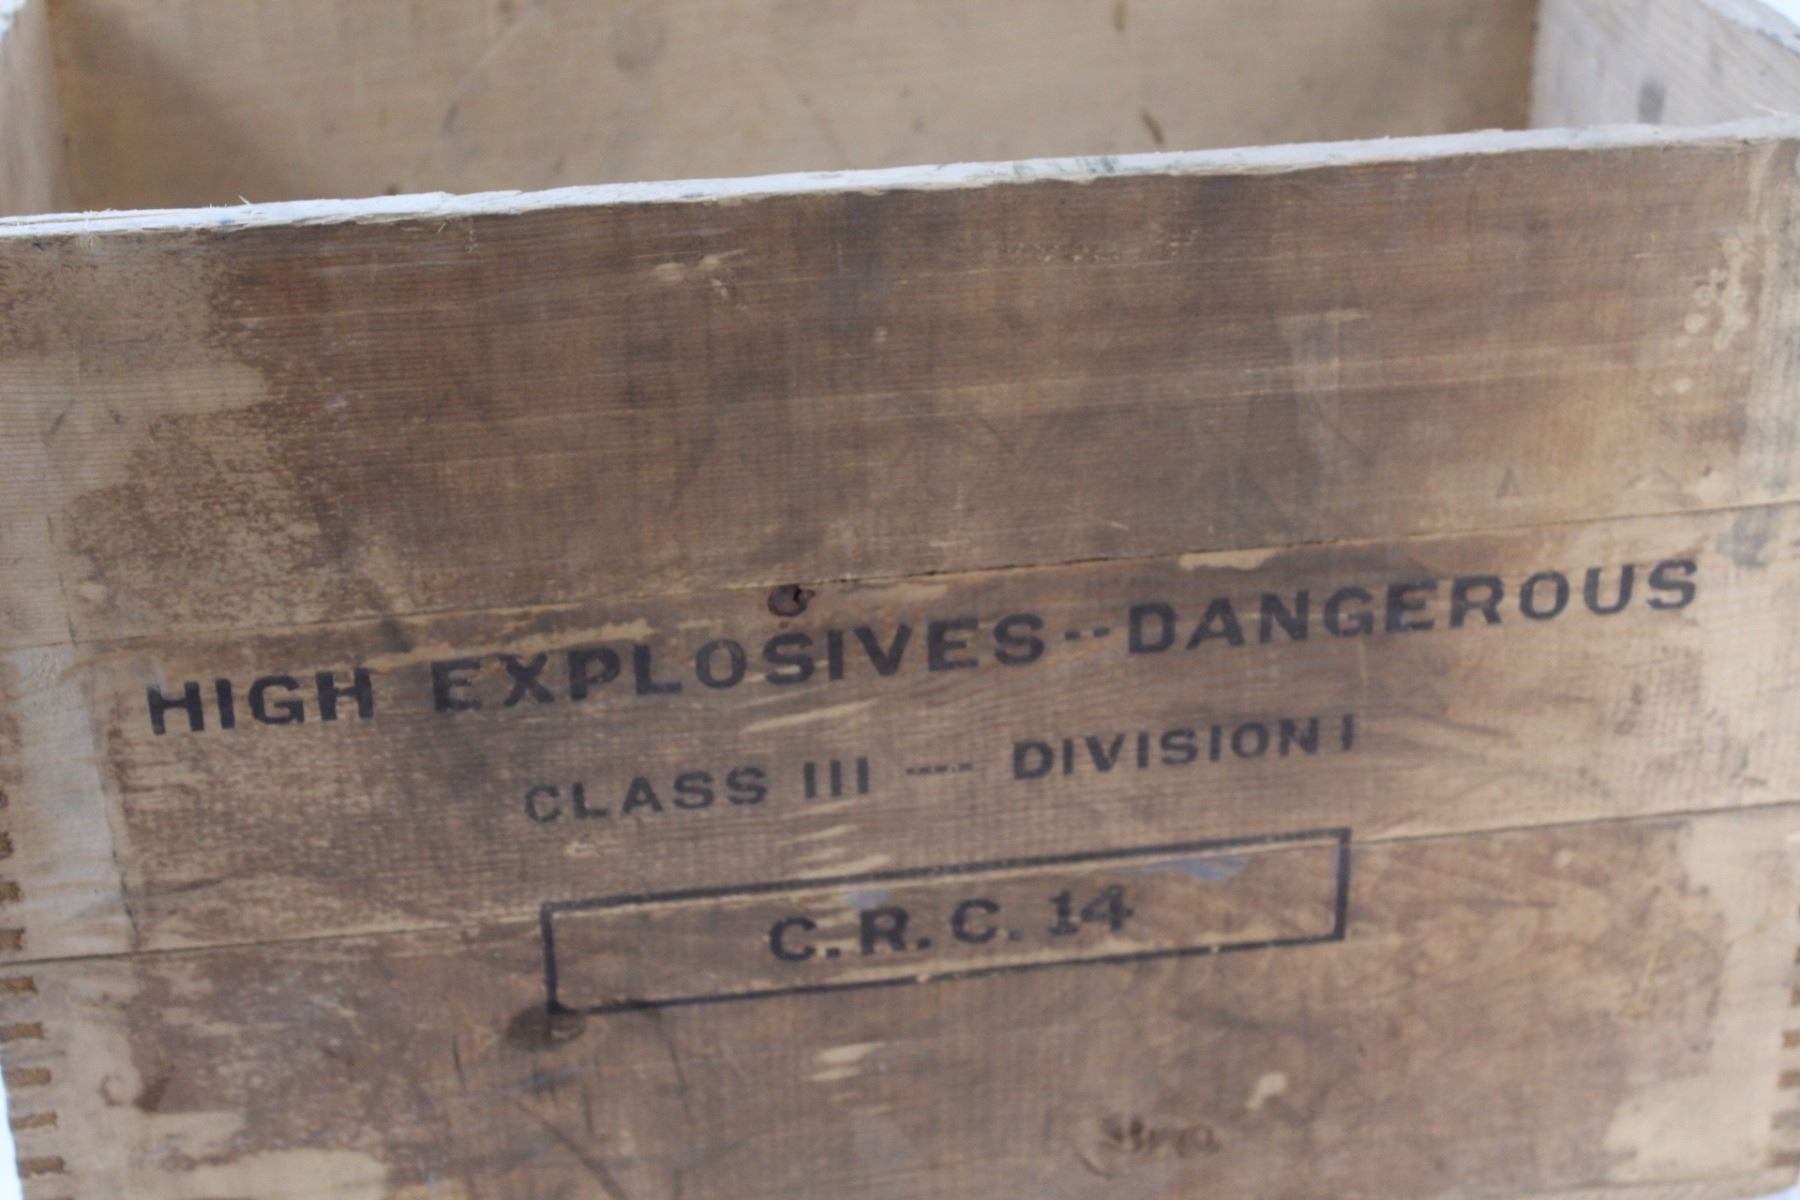 HIGH EXPLOSIVES--DANGEROUS
CLASS III ---- DIVISION I
C.R.C. 14